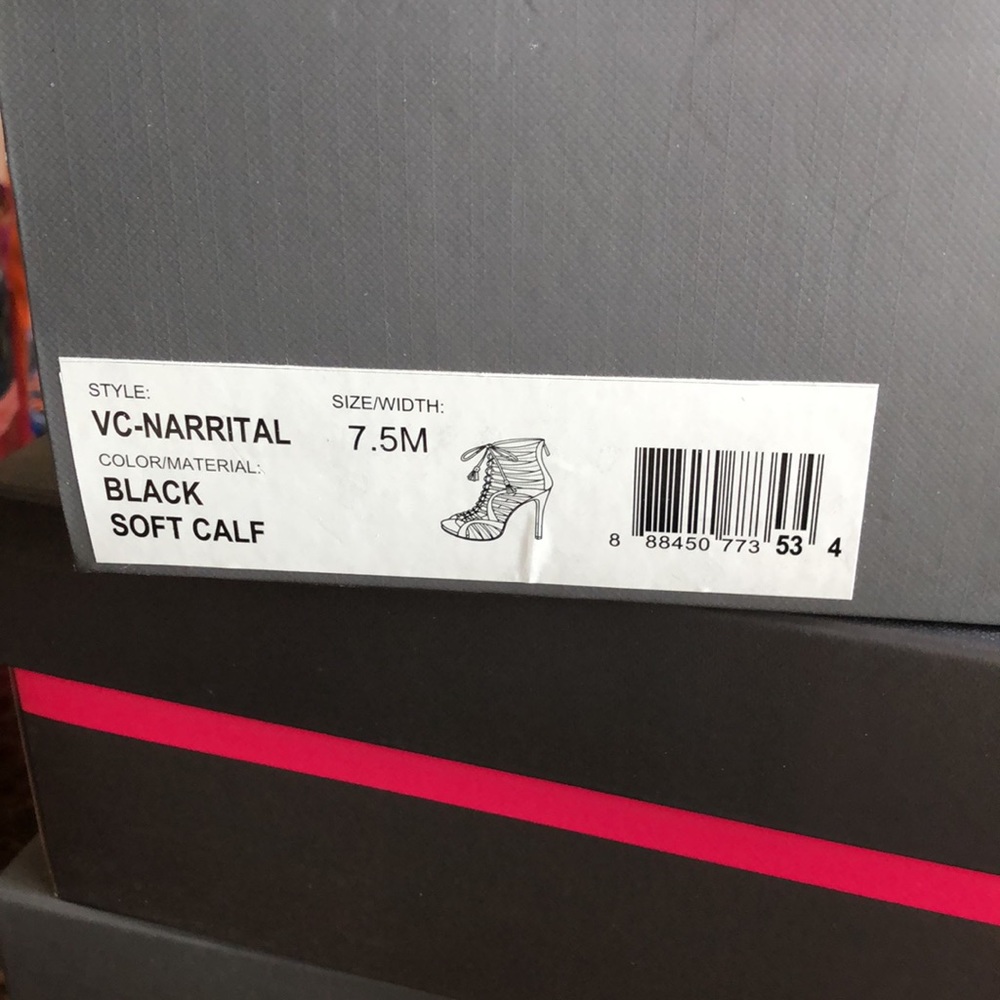 STYLE:
VC-NARRITAL
SIZE/WIDTH:
7.5M
COLOR/MATERIAL:
BLACK
SOFT CALF
8 88450 773 53 4